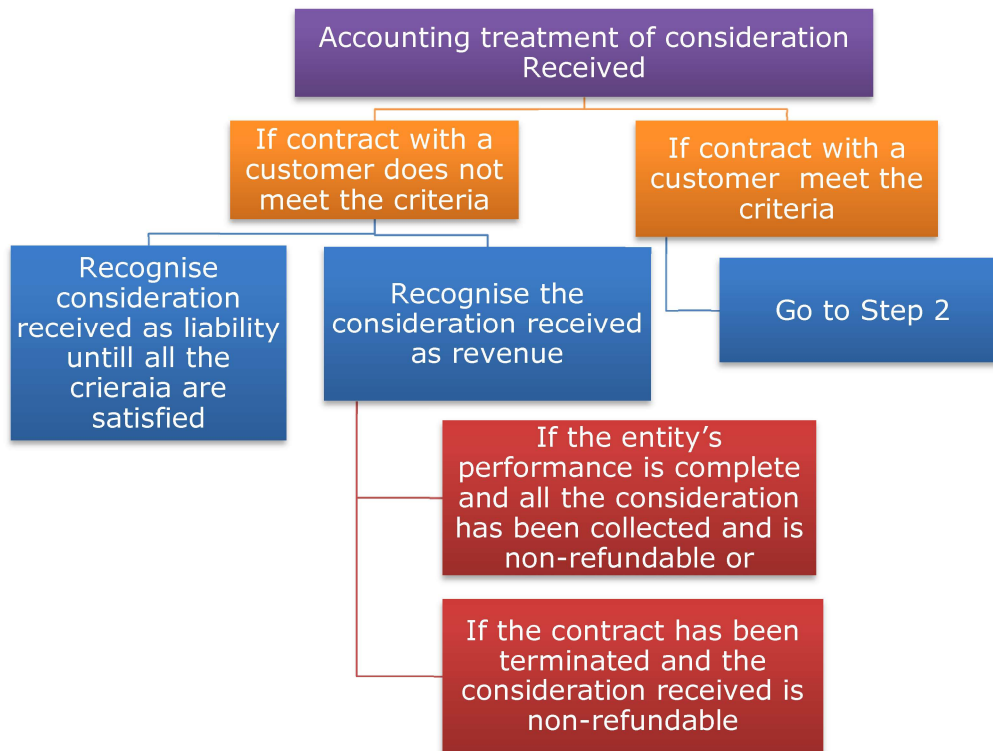 Accounting treatment of consideration
Received
If contract with a
customer does not
meet the criteria
If contract with a
customer meet the
criteria
Recognise
consideration
received as liability
untill all the
crieraia are
satisfied
Recognise the
consideration received
as revenue
Go to Step 2
If the entity’s
performance is complete
and all the consideration
has been collected and is
non-refundable or
If the contract has been
terminated and the
consideration received is
non-refundable